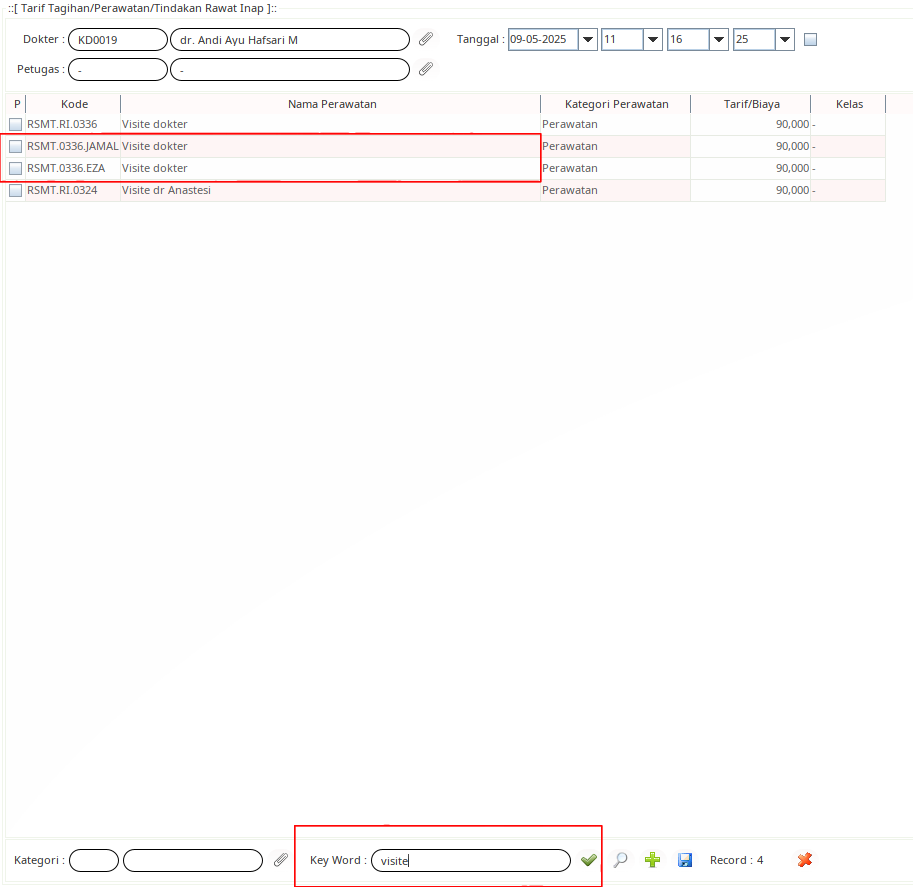 ::[ Tarif Tagihan/Perawatan/Tindakan Rawat Inap ]::
Dokter : KD0019 dr. Andi Ayu Hafsari M Tanggal : 09-05-2025 11 16 25
Petugas : - -
P Kode Nama Perawatan Kategori Perawatan Tarif/Biaya Kelas
RSMT.RI.0336 Visite dokter Perawatan 90,000 -
RSMT.0336.JAMAL Visite dokter Perawatan 90,000 -
RSMT.0336.EZA Visite dokter Perawatan 90,000 -
RSMT.RI.0324 Visite dr Anastesi Perawatan 90,000 -
Kategori : Key Word : visite Record : 4